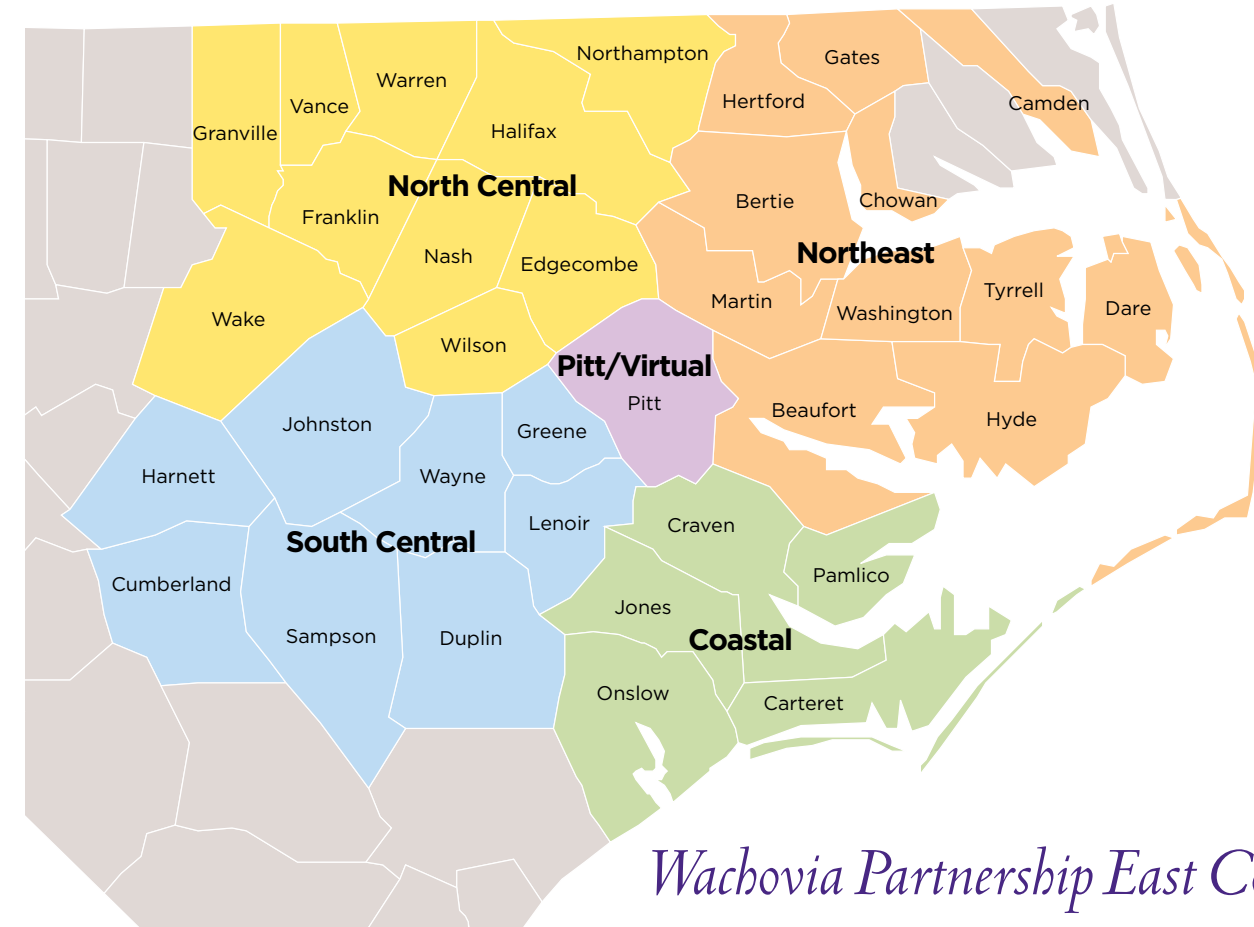 Northampton
Gates
Warren
Hertford
Camden
Vance
Halifax
Granville
North Central
Bertie
Chowan
Franklin
Northeast
Nash
Edgecombe
Tyrrell
Martin
Dare
Washington
Wake
Wilson
Pitt/Virtual
Pitt
Beaufort
Hyde
Johnston
Greene
Harnett
Wayne
Lenoir
Craven
South Central
Pamlico
Cumberland
Jones
Sampson
Duplin
Coastal
Onslow
Carteret
Wachovia Partnership East C